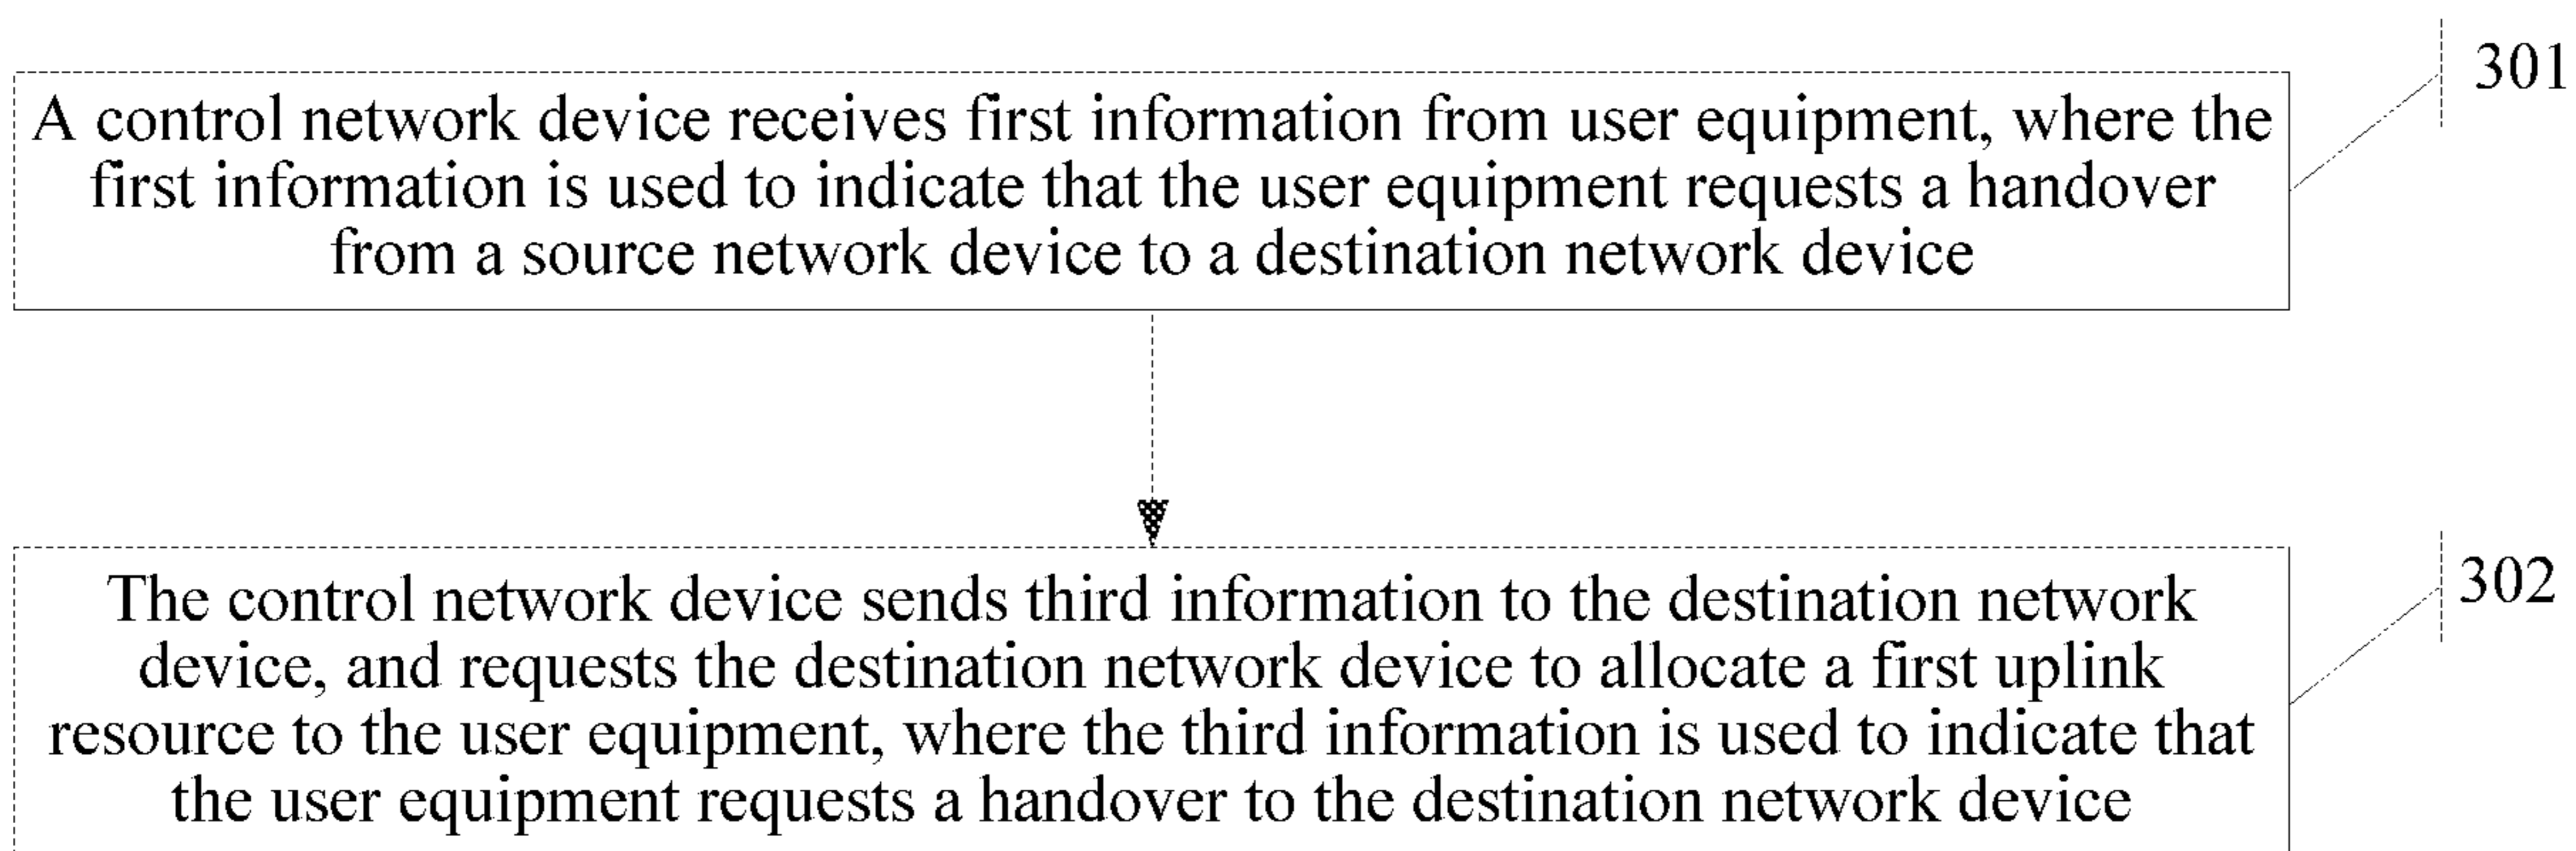 301
A control network device receives first information from user equipment, where the
first information is used to indicate that the user equipment requests a handover
from a source network device to a destination network device
302
The control network device sends third information to the destination network
device, and requests the destination network device to allocate a first uplink
resource to the user equipment, where the third information is used to indicate that
the user equipment requests a handover to the destination network device